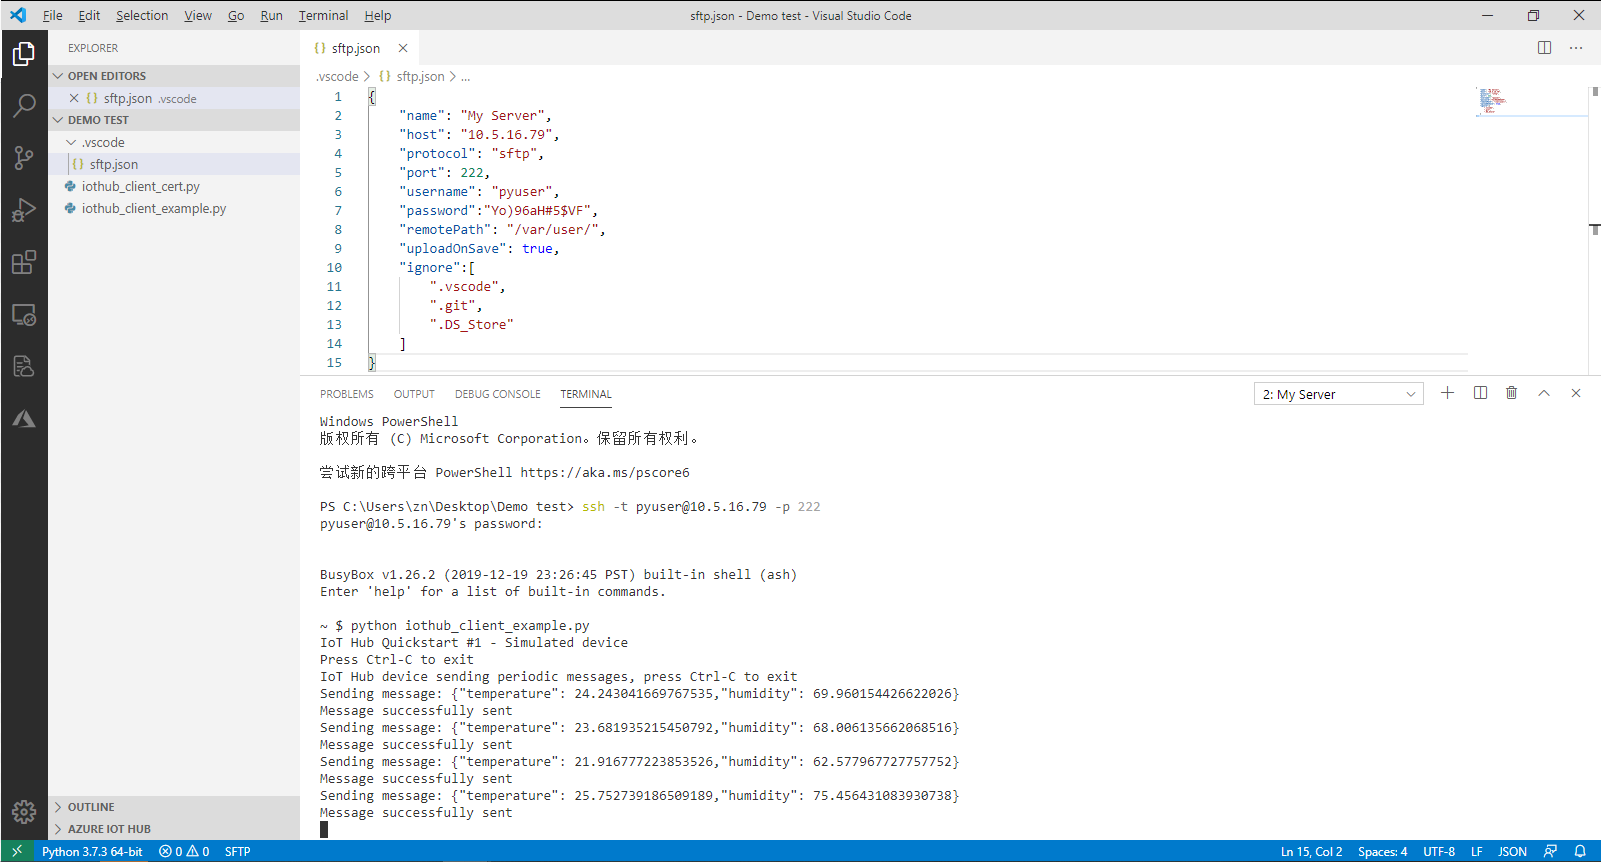 File Edit Selection View Go Run Terminal Help
sftp.json - Demo test - Visual Studio Code
EXPLORER
OPEN EDITORS
sftp.json .vscode
DEMO TEST
.vscode
sftp.json
iothub_client_cert.py
iothub_client_example.py
OUTLINE
AZURE IOT HUB
sftp.json
.vscode > {} sftp.json > ...
1 {
2 "name": "My Server",
3 "host": "10.5.16.79",
4 "protocol": "sftp",
5 "port": 222,
6 "username": "pyuser",
7 "password":"Yo)96aH#5$VF",
8 "remotePath": "/var/user/",
9 "uploadOnSave": true,
10 "ignore":[
11 ".vscode",
12 ".git",
13 ".DS_Store"
14 ]
15 }
PROBLEMS OUTPUT DEBUG CONSOLE TERMINAL
2: My Server
Windows PowerShell
版权所有 (C) Microsoft Corporation。保留所有权利。
尝试新的跨平台 PowerShell https://aka.ms/pscore6
PS C:\Users\zn\Desktop\Demo test> ssh -t pyuser@10.5.16.79 -p 222
pyuser@10.5.16.79's password:
BusyBox v1.26.2 (2019-12-19 23:26:45 PST) built-in shell (ash)
Enter 'help' for a list of built-in commands.
~ $ python iothub_client_example.py
IoT Hub Quickstart #1 - Simulated device
Press Ctrl-C to exit
IoT Hub device sending periodic messages, press Ctrl-C to exit
Sending message: {"temperature": 24.243041669767535,"humidity": 69.960154426622026}
Message successfully sent
Sending message: {"temperature": 23.681935215450792,"humidity": 68.006135662068516}
Message successfully sent
Sending message: {"temperature": 21.916777223853526,"humidity": 62.577967727757752}
Message successfully sent
Sending message: {"temperature": 25.752739186509189,"humidity": 75.456431083930738}
Message successfully sent
Python 3.7.3 64-bit 0 0 SFTP
Ln 15, Col 2 Spaces: 4 UTF-8 LF JSON